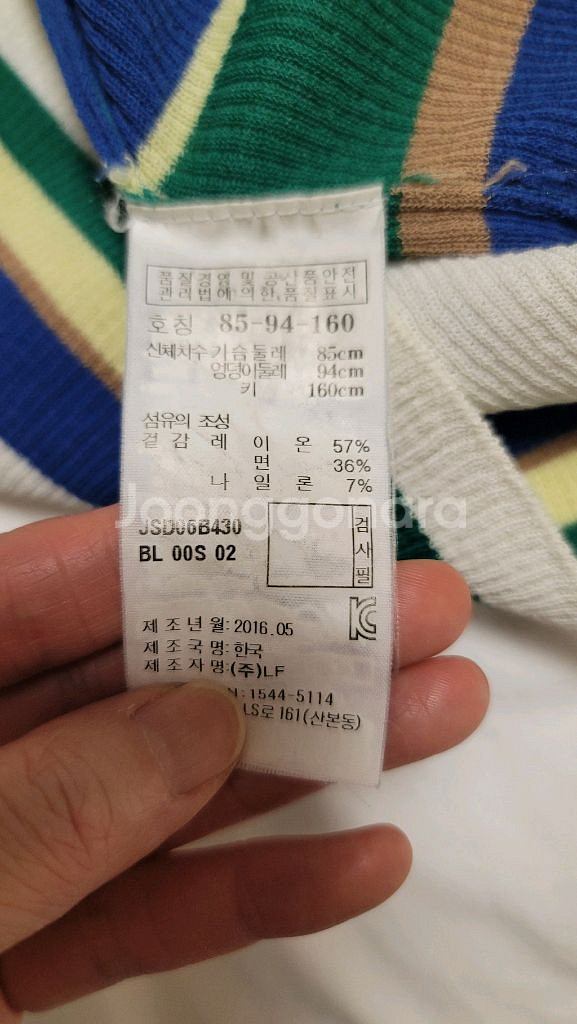 품질경영 및 공산품안전
관리법에의한 품질표시
호칭 85-94-160
신체치수 가슴둘레 85cm
엉덩이둘레 94cm
키 160cm
섬유의 조성
겉감 레이온 57%
면 36%
나일론 7%
Joonggonara
JSD06B430
BL 00S 02
검사필
제조년월: 2016.05
제조국명: 한국
제조자명: (주)LF
N: 1544-5114
LS로 161(산본동)